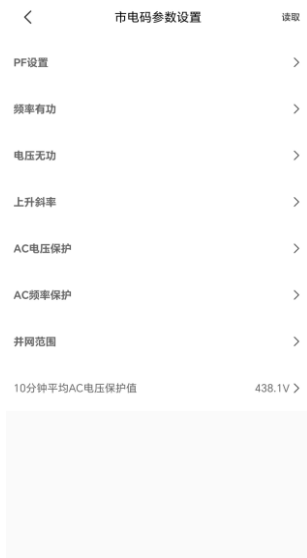 市电码参数设置 读取
PF设置
频率有功
电压无功
上升斜率
AC电压保护
AC频率保护
并网范围
10分钟平均AC电压保护值 438.1V